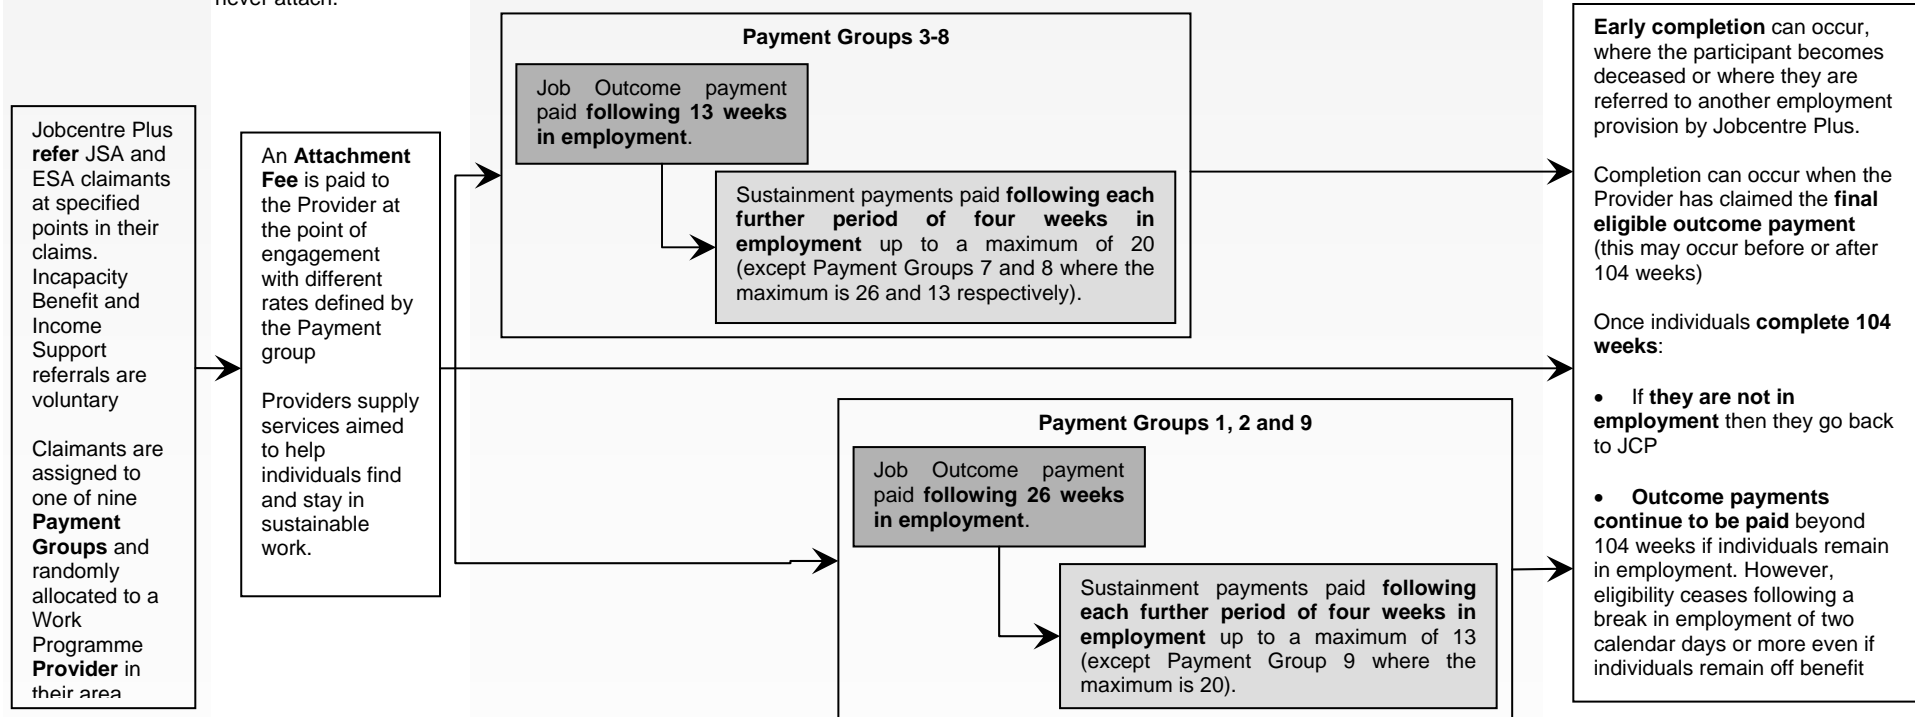 never attach.
Jobcentre Plus
refer JSA and
ESA claimants
at specified
points in their
claims.
Incapacity
Benefit and
Income
Support
referrals are
voluntary
Claimants are
assigned to
one of nine
Payment
Groups and
randomly
allocated to a
Work
Programme
Provider in
their area
An Attachment
Fee is paid to
the Provider at
the point of
engagement
with different
rates defined by
the Payment
group
Providers supply
services aimed
to help
individuals find
and stay in
sustainable
work.
Payment Groups 3-8
Job Outcome payment
paid following 13 weeks
in employment.
Sustainment payments paid following each
further period of four weeks in
employment up to a maximum of 20
(except Payment Groups 7 and 8 where the
maximum is 26 and 13 respectively).
Payment Groups 1, 2 and 9
Job Outcome payment
paid following 26 weeks
in employment.
Sustainment payments paid following
each further period of four weeks in
employment up to a maximum of 13
(except Payment Group 9 where the
maximum is 20).
Early completion can occur,
where the participant becomes
deceased or where they are
referred to another employment
provision by Jobcentre Plus.
Completion can occur when the
Provider has claimed the final
eligible outcome payment
(this may occur before or after
104 weeks)
Once individuals complete 104
weeks:
• If they are not in
employment then they go back
to JCP
• Outcome payments
continue to be paid beyond
104 weeks if individuals remain
in employment. However,
eligibility ceases following a
break in employment of two
calendar days or more even if
individuals remain off benefit